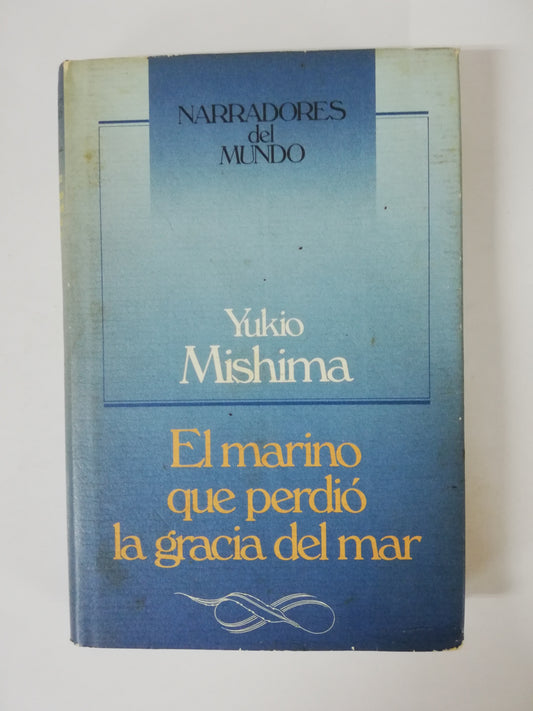 NARRADORES
del
MUNDO
Yukio
Mishima
El marino
que perdió
la gracia del mar